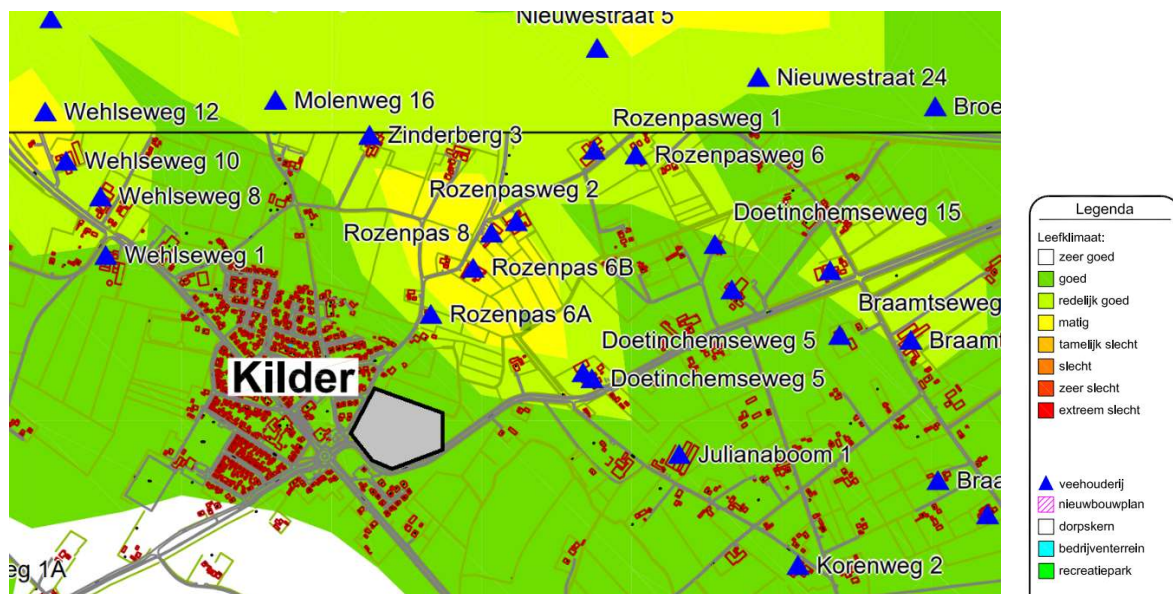 Nieuwestraat 5
Nieuwestraat 24
Molenweg 16
Wehlseweg 12
Broe
Rozenpasweg 1
Zinderberg 3
Wehlseweg 10
Rozenpasweg 6
Wehlseweg 8
Rozenpasweg 2
Doetinchemseweg 15
Rozenpas 8
Wehlseweg 1
Rozenpas 6B
Braamtseweg
Rozenpas 6A
Doetinchemseweg 5
Braamt
Kilder
Doetinchemseweg 5
Julianaboom 1
Braa
Korenweg 2
eg 1A
Legenda
Leefklimaat:
zeer goed
goed
redelijk goed
matig
tamelijk slecht
slecht
zeer slecht
extreem slecht
veehouderij
nieuwbouwplan
dorpskern
bedrijventerrein
recreatiepark